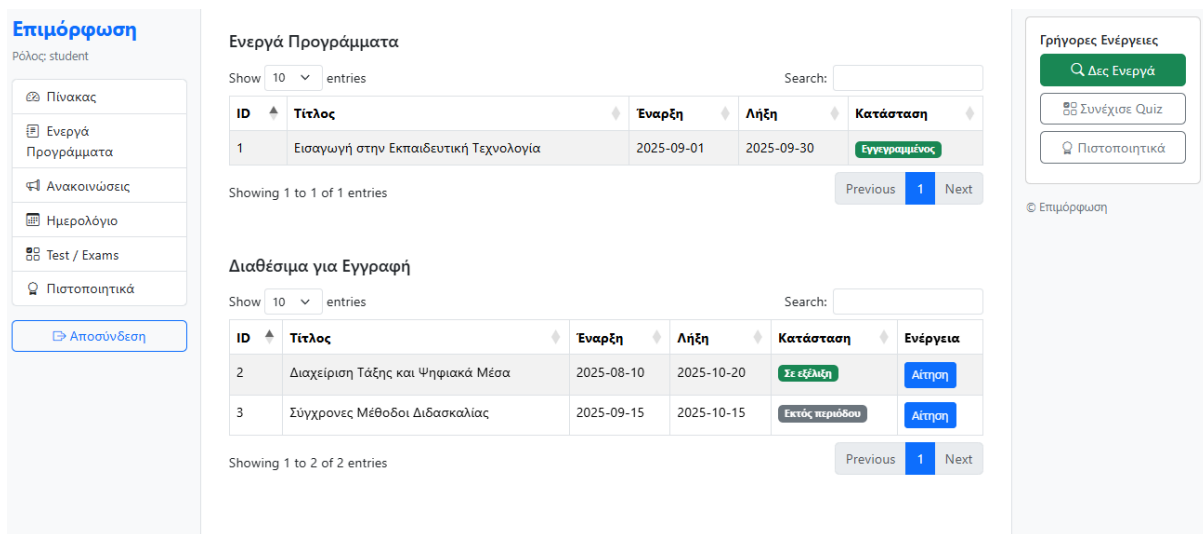 Επιμόρφωση
Ρόλος: student
Πίνακας
Ενεργά
Προγράμματα
Ανακοινώσεις
Ημερολόγιο
Test / Exams
Πιστοποιητικά
Αποσύνδεση
Ενεργά Προγράμματα
Show 10 entries Search:
ID Τίτλος Έναρξη Λήξη Κατάσταση
1 Εισαγωγή στην Εκπαιδευτική Τεχνολογία 2025-09-01 2025-09-30 Εγγεγραμμένος
Showing 1 to 1 of 1 entries Previous 1 Next
Διαθέσιμα για Εγγραφή
Show 10 entries Search:
ID Τίτλος Έναρξη Λήξη Κατάσταση Ενέργεια
2 Διαχείριση Τάξης και Ψηφιακά Μέσα 2025-08-10 2025-10-20 Σε εξέλιξη Αίτηση
3 Σύγχρονες Μέθοδοι Διδασκαλίας 2025-09-15 2025-10-15 Εκτός περιόδου Αίτηση
Showing 1 to 2 of 2 entries Previous 1 Next
Γρήγορες Ενέργειες
Δες Ενεργά
Συνέχισε Quiz
Πιστοποιητικά
© Επιμόρφωση